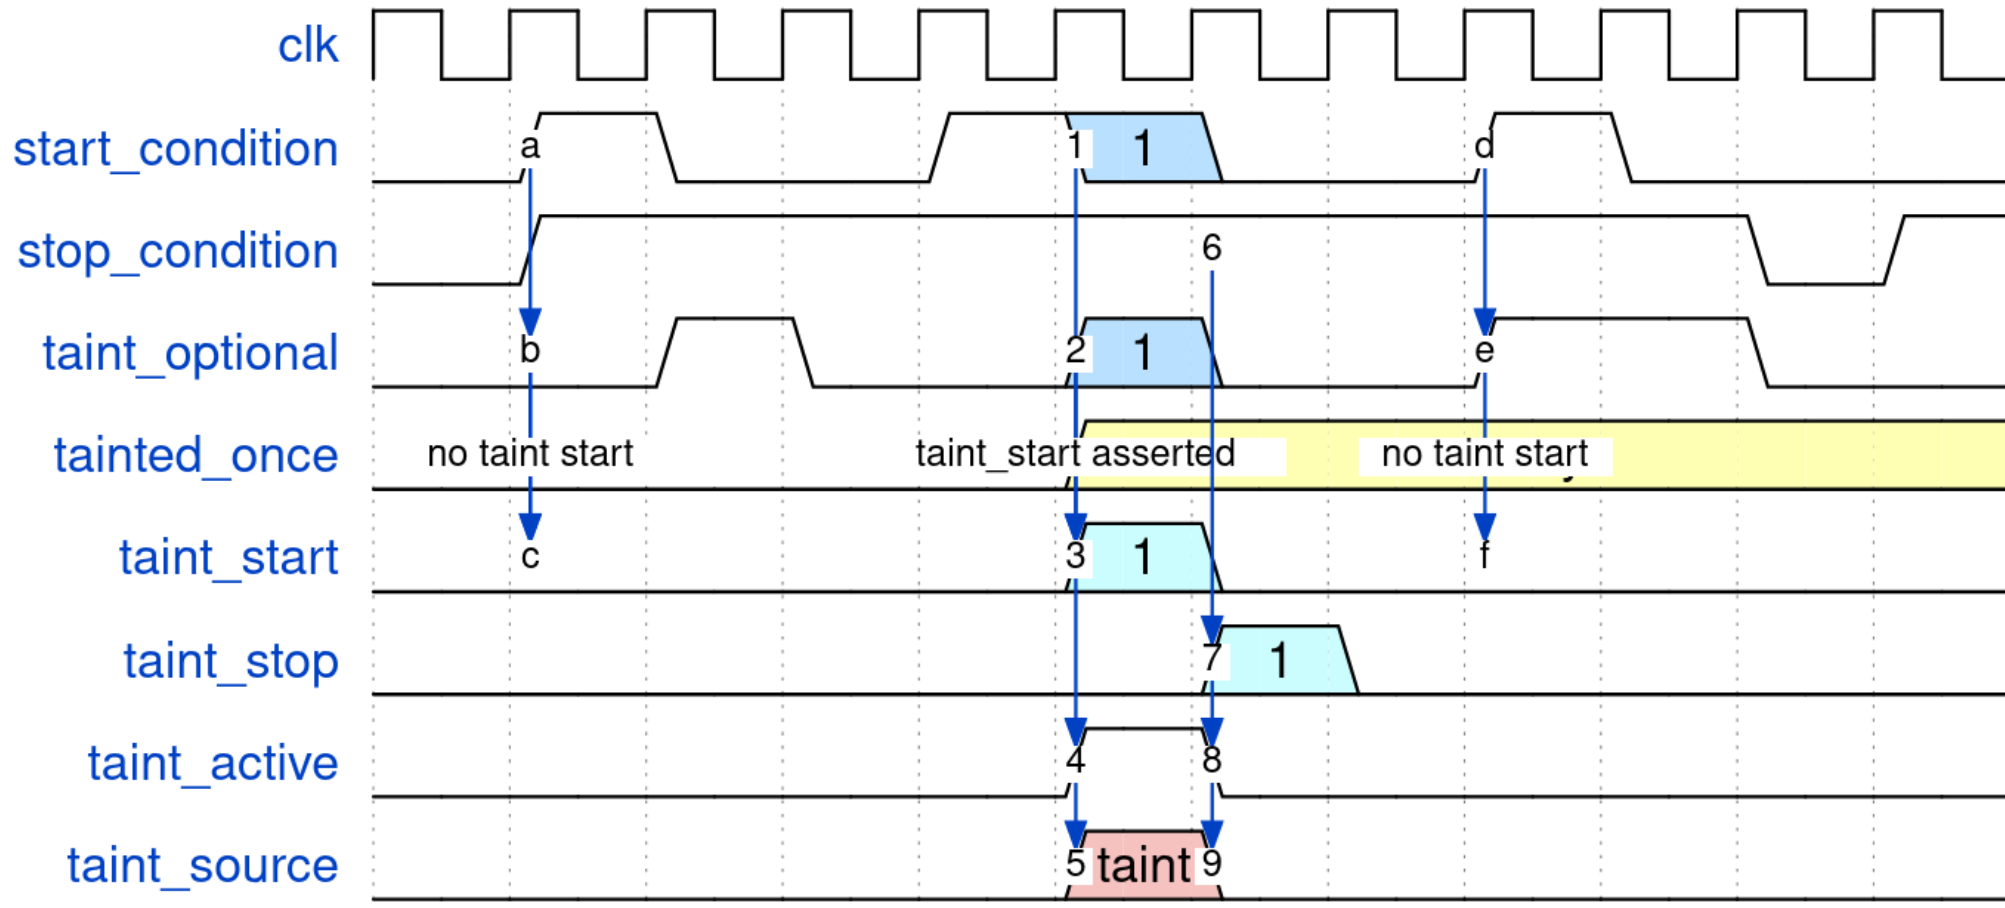 clk
start_condition a 1 1 d
stop_condition 6
taint_optional b 2 1 e
tainted_once no taint start taint_start asserted no taint start
taint_start c 3 1 f
taint_stop 7 1
taint_active 4 8
taint_source 5 taint 9